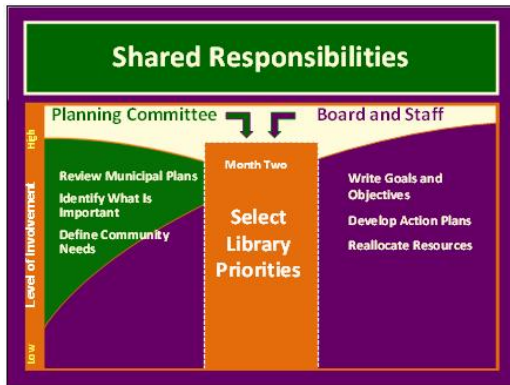 Shared Responsibilities
Planning Committee
Board and Staff
High
Level of Involvement
Low
Review Municipal Plans
Identify What Is
Important
Define Community
Needs
Month Two
Select
Library
Priorities
Write Goals and
Objectives
Develop Action Plans
Reallocate Resources